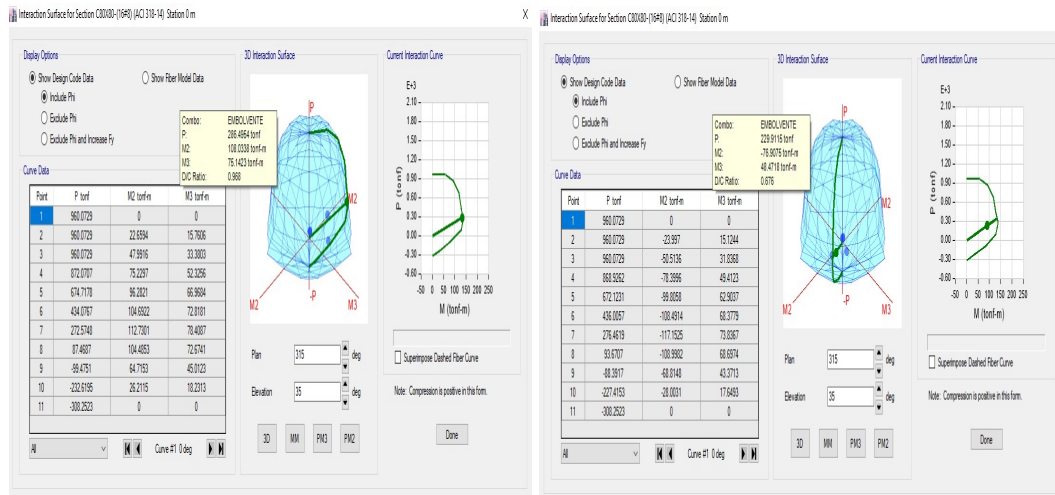 Interaction Surface for Section C80X80-(16#8) (ACI 318-14) Station 0 m
X
Display Options
Show Design Code Data
Show Fiber Model Data
Include Phi
Exclude Phi
Exclude Phi and Increase Fy
Curve Data
Point P tonf M2 tonf-m M3 tonf-m
1 960.0729 0 0
2 960.0729 22.6594 15.7606
3 960.0729 47.9916 33.3803
4 872.0707 75.2297 52.3256
5 674.7178 96.2821 66.9684
6 434.0767 104.6922 72.8181
7 272.5748 112.7301 78.4087
8 87.4687 104.4853 72.6741
9 -99.4751 64.7153 45.0123
10 -232.6195 26.2115 18.2313
11 -308.2523 0 0
All
Curve #1 0 deg
3D Interaction Surface
P
Combo: EMBOLVENTE
P: 286.4954 tonf
M2: 108.0338 tonf-m
M3: 75.1423 tonf-m
D/C Ratio: 0.968
M2
M2
-P
M3
Plan 315 deg
Elevation 35 deg
3D MM PM3 PM2
Current Interaction Curve
E+3
2.10
1.80
1.50
1.20
0.90
0.60
0.30
0.00
-0.30
-0.60
P (tonf)
-50 0 50 100 150 200 250
M (tonf-m)
Superimpose Dashed Fiber Curve
Note: Compression is positive in this form.
Done
Interaction Surface for Section C80X80-(16#8) (ACI 318-14) Station 0 m
Display Options
Show Design Code Data
Show Fiber Model Data
Include Phi
Exclude Phi
Exclude Phi and Increase Fy
Curve Data
Point P tonf M2 tonf-m M3 tonf-m
1 960.0729 0 0
2 960.0729 -23.997 15.1244
3 960.0729 -50.5136 31.8368
4 868.9262 -78.3996 49.4123
5 672.1231 -99.8058 62.9037
6 436.0057 -108.4914 68.3779
7 276.4619 -117.1525 73.8367
8 93.6707 -108.9982 68.6974
9 -88.3917 -68.8148 43.3713
10 -227.4153 -28.0031 17.6493
11 -308.2523 0 0
All
Curve #1 0 deg
3D Interaction Surface
P
Combo: EMBOLVENTE
P: 229.9115 tonf
M2: -76.9075 tonf-m
M3: 48.4718 tonf-m
D/C Ratio: 0.676
M2
M2
-P
M3
Plan 315 deg
Elevation 35 deg
3D MM PM3 PM2
Current Interaction Curve
E+3
2.10
1.80
1.50
1.20
0.90
0.60
0.30
0.00
-0.30
-0.60
P (tonf)
-50 0 50 100 150 200 250
M (tonf-m)
Superimpose Dashed Fiber Curve
Note: Compression is positive in this form.
Done